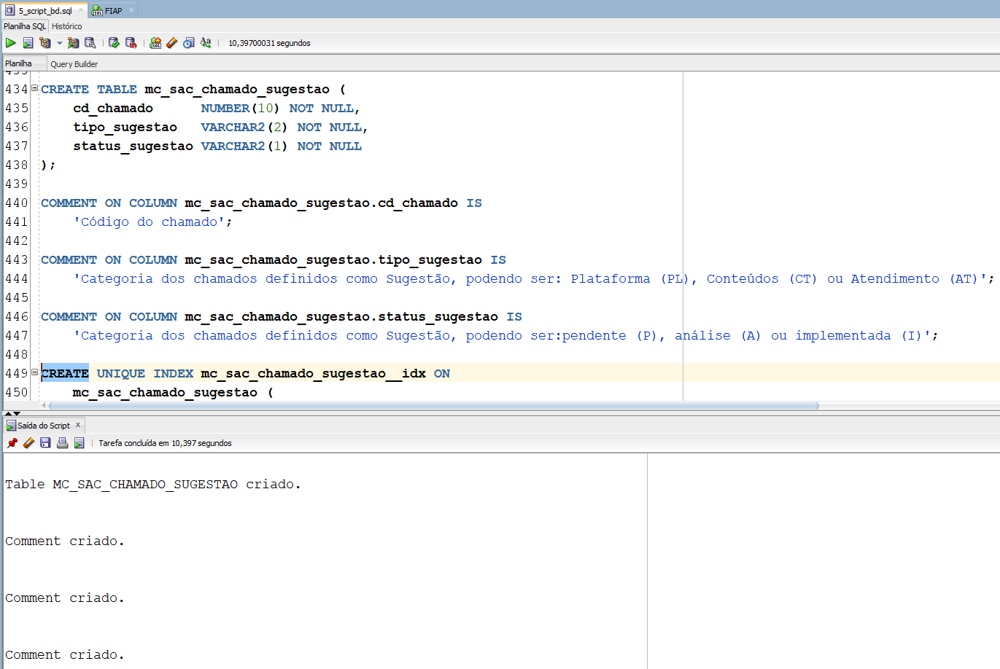 5_script_bd.sql
FIAP
Planilha SQL Histórico
10,39700031 segundos
Planilha Query Builder
433
434 CREATE TABLE mc_sac_chamado_sugestao (
435 cd_chamado NUMBER(10) NOT NULL,
436 tipo_sugestao VARCHAR2(2) NOT NULL,
437 status_sugestao VARCHAR2(1) NOT NULL
438 );
439
440 COMMENT ON COLUMN mc_sac_chamado_sugestao.cd_chamado IS
441 'Código do chamado';
442
443 COMMENT ON COLUMN mc_sac_chamado_sugestao.tipo_sugestao IS
444 'Categoria dos chamados definidos como Sugestão, podendo ser: Plataforma (PL), Conteúdos (CT) ou Atendimento (AT)';
445
446 COMMENT ON COLUMN mc_sac_chamado_sugestao.status_sugestao IS
447 'Categoria dos chamados definidos como Sugestão, podendo ser:pendente (P), análise (A) ou implementada (I)';
448
449 CREATE UNIQUE INDEX mc_sac_chamado_sugestao__idx ON
450 mc_sac_chamado_sugestao (
Saída do Script
Tarefa concluída em 10,397 segundos
Table MC_SAC_CHAMADO_SUGESTAO criado.
Comment criado.
Comment criado.
Comment criado.